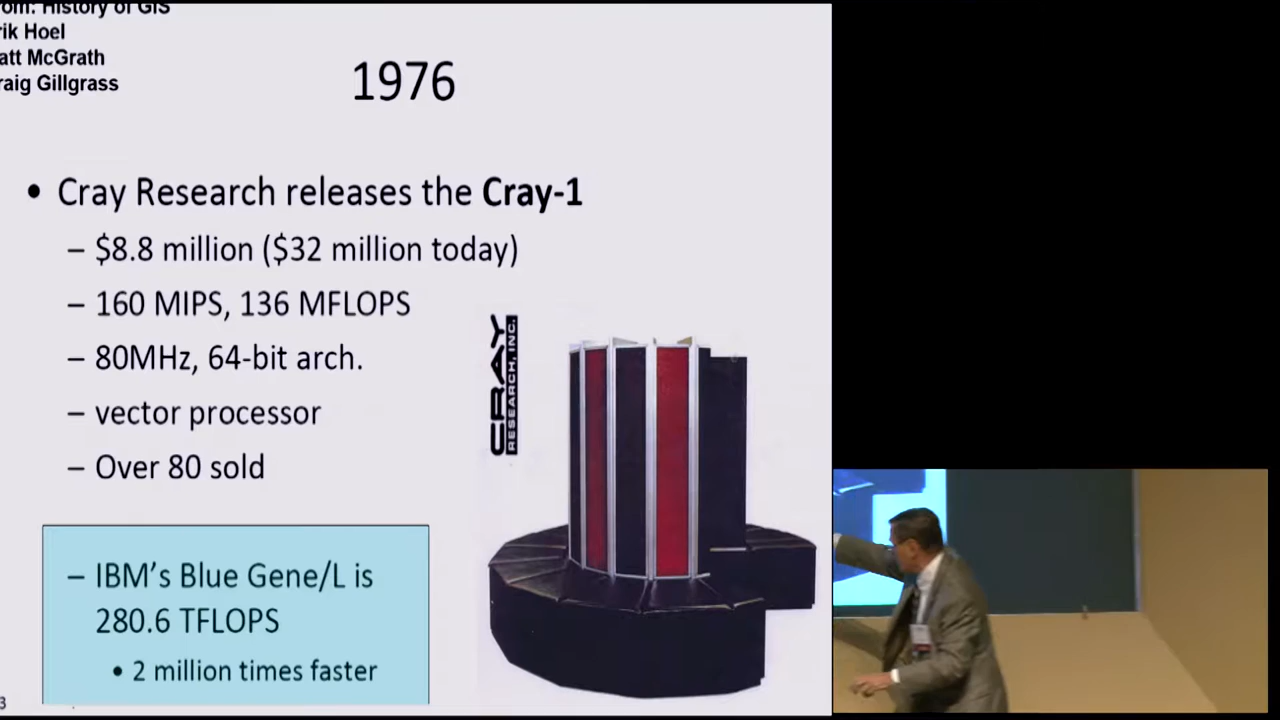 rom: History of GIS
rik Hoel
att McGrath
raig Gillgrass
1976
• Cray Research releases the Cray-1
– $8.8 million ($32 million today)
– 160 MIPS, 136 MFLOPS
– 80MHz, 64-bit arch.
– vector processor
– Over 80 sold
CRAY
RESEARCH, INC.
– IBM's Blue Gene/L is
280.6 TFLOPS
• 2 million times faster
3